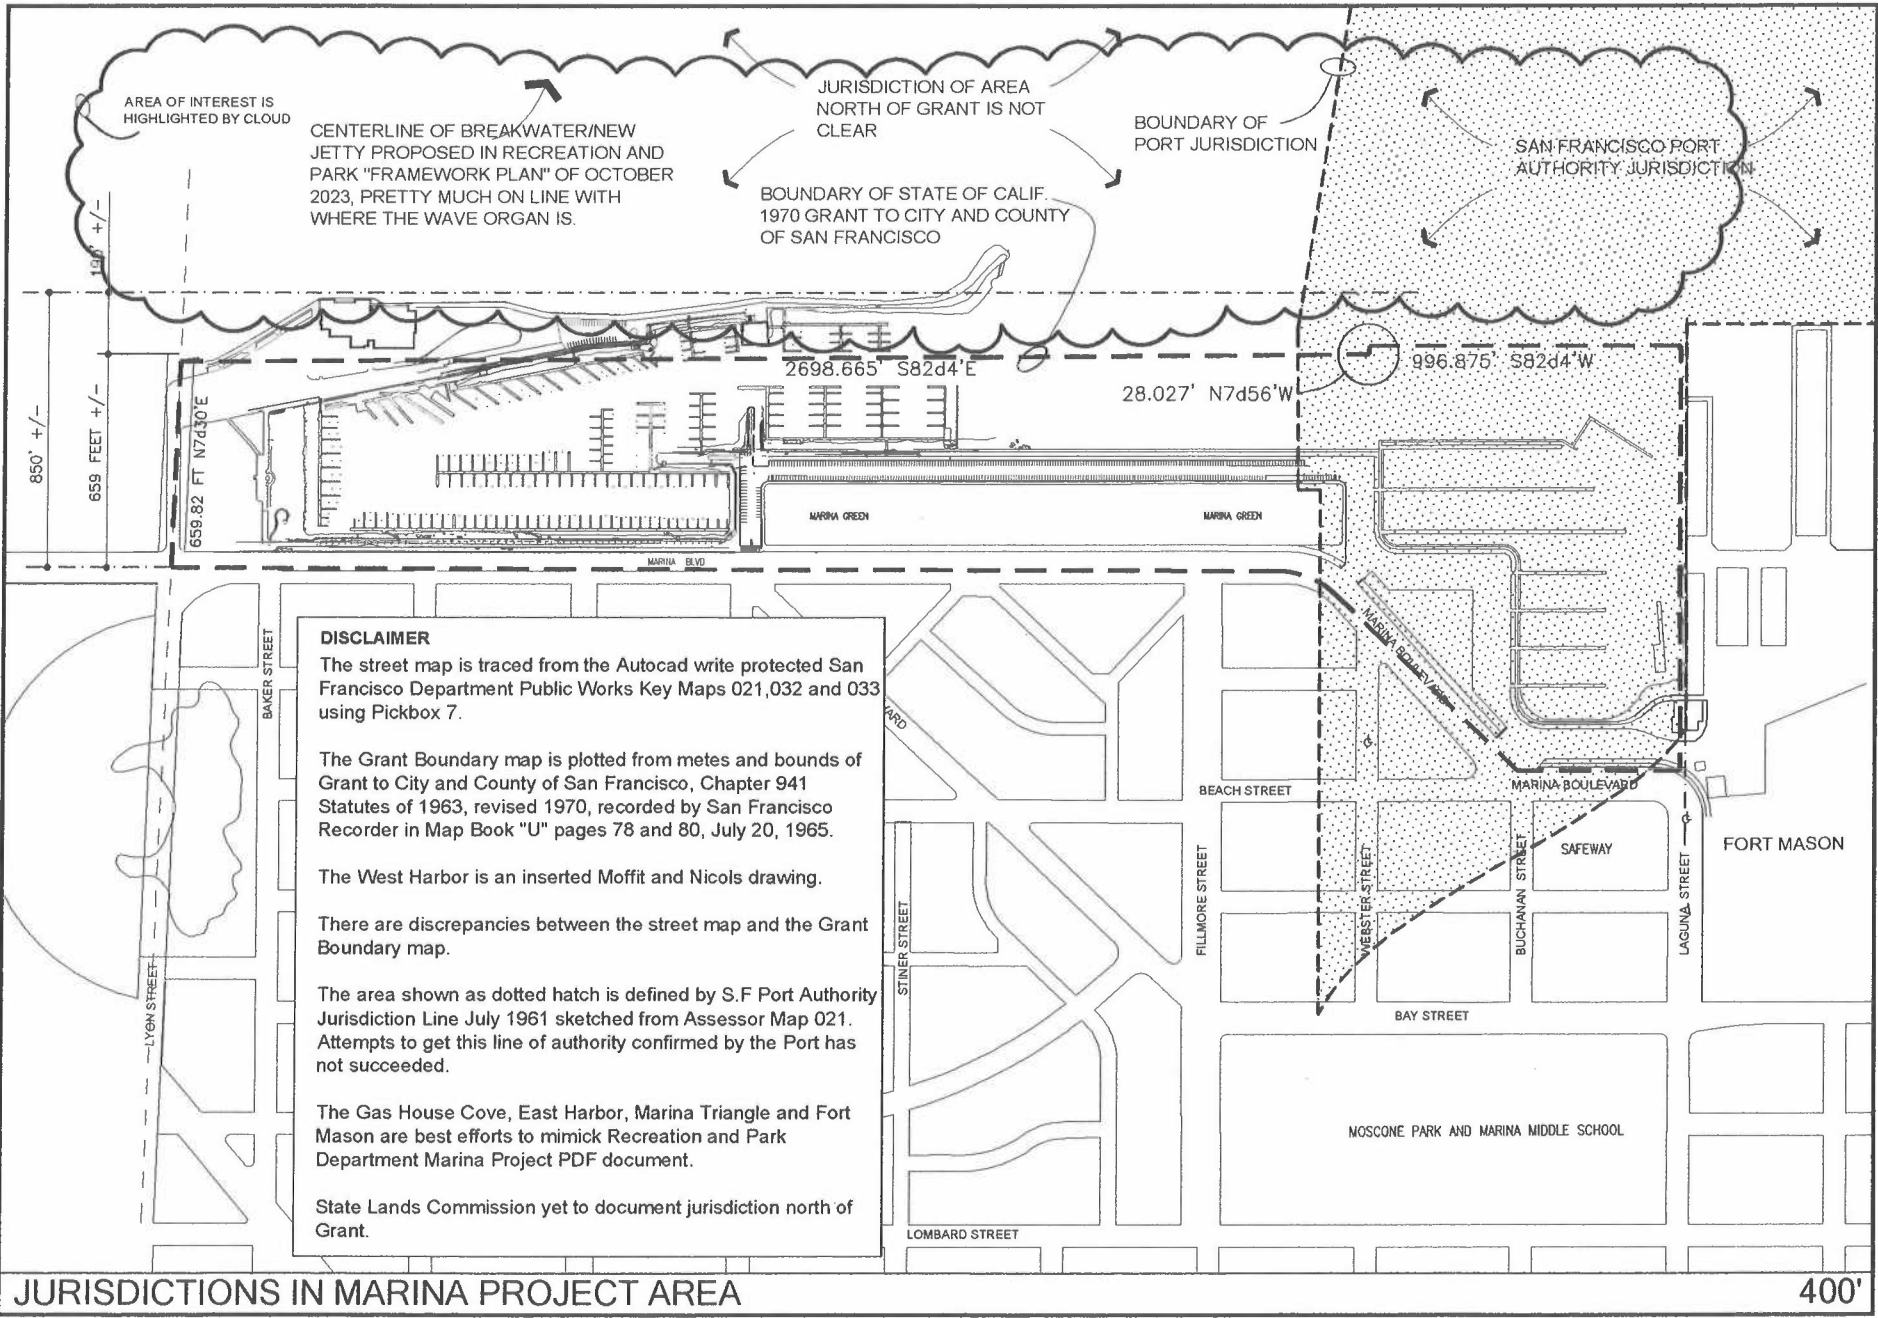 AREA OF INTEREST IS
HIGHLIGHTED BY CLOUD
CENTERLINE OF BREAKWATER/NEW
JETTY PROPOSED IN RECREATION AND
PARK "FRAMEWORK PLAN" OF OCTOBER
2023, PRETTY MUCH ON LINE WITH
WHERE THE WAVE ORGAN IS.
JURISDICTION OF AREA
NORTH OF GRANT IS NOT
CLEAR
BOUNDARY OF STATE OF CALIF
1970 GRANT TO CITY AND COUNTY
OF SAN FRANCISCO
BOUNDARY OF
PORT JURISDICTION
SAN FRANCISCO PORT
AUTHORITY JURISDICTION
+/-
850' +/-
659 FEET +/-
659.82 FT N7d30'E
2698.665' S82d4'E
28.027' N7d56'W
996.875' S82d4'W
MARINA GREEN
MARINA GREEN
MARINA BLVD
MARINA BOULEVARD
MARINA BOULEVARD
BAKER STREET
LYON STREET
STINER STREET
FILLMORE STREET
WEBSTER STREET
BUCHANAN STREET
LAGUNA STREET
BEACH STREET
SAFEWAY
FORT MASON
BAY STREET
MOSCONE PARK AND MARINA MIDDLE SCHOOL
LOMBARD STREET
DISCLAIMER
The street map is traced from the Autocad write protected San
Francisco Department Public Works Key Maps 021,032 and 033
using Pickbox 7.
The Grant Boundary map is plotted from metes and bounds of
Grant to City and County of San Francisco, Chapter 941
Statutes of 1963, revised 1970, recorded by San Francisco
Recorder in Map Book "U" pages 78 and 80, July 20, 1965.
The West Harbor is an inserted Moffit and Nicols drawing.
There are discrepancies between the street map and the Grant
Boundary map.
The area shown as dotted hatch is defined by S.F Port Authority
Jurisdiction Line July 1961 sketched from Assessor Map 021.
Attempts to get this line of authority confirmed by the Port has
not succeeded.
The Gas House Cove, East Harbor, Marina Triangle and Fort
Mason are best efforts to mimick Recreation and Park
Department Marina Project PDF document.
State Lands Commission yet to document jurisdiction north of
Grant.
JURISDICTIONS IN MARINA PROJECT AREA
400'